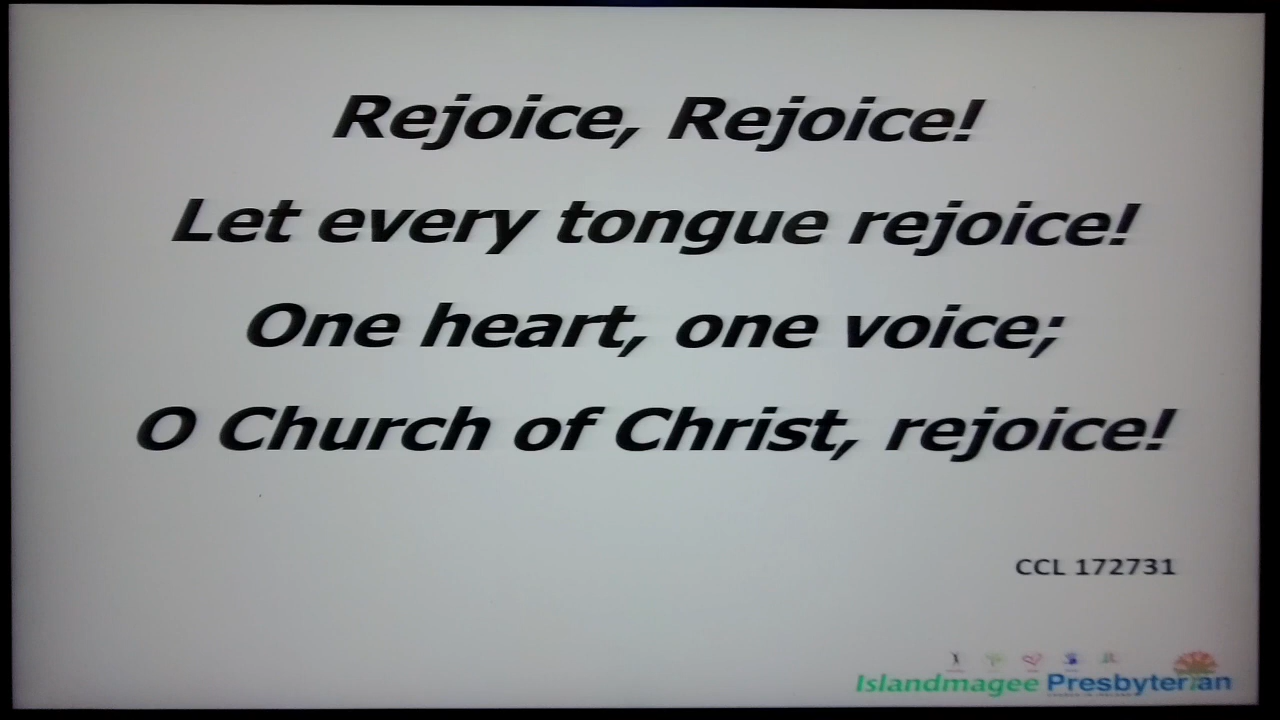 Rejoice, Rejoice!
Let every tongue rejoice!
One heart, one voice;
O Church of Christ, rejoice!
CCL 172731
Islandmagee Presbyterian